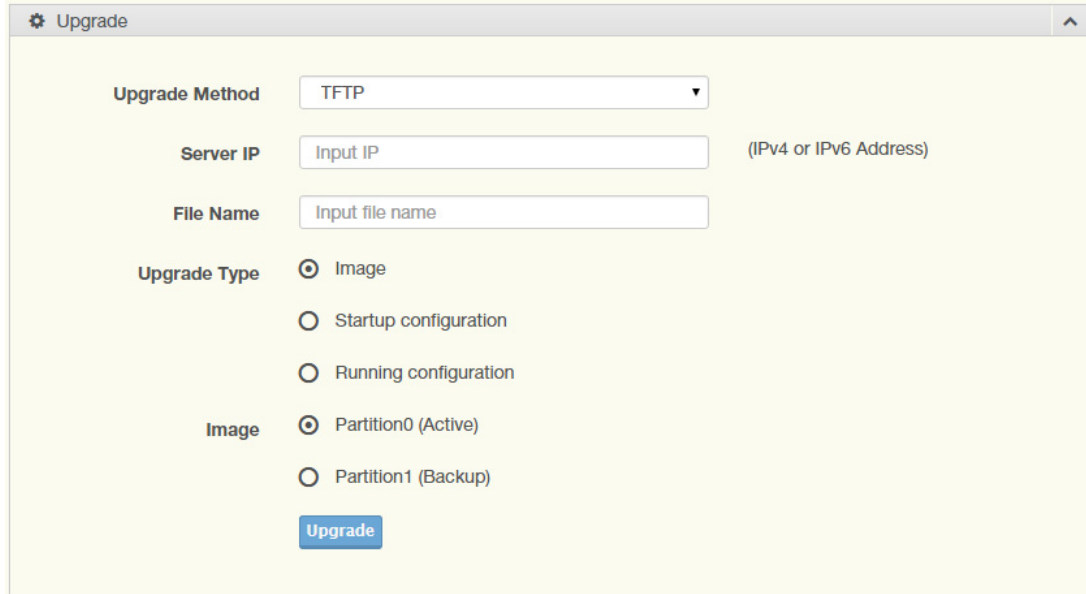 Upgrade
Upgrade Method TFTP
Server IP Input IP (IPv4 or IPv6 Address)
File Name Input file name
Upgrade Type Image
Startup configuration
Running configuration
Image Partition0 (Active)
Partition1 (Backup)
Upgrade